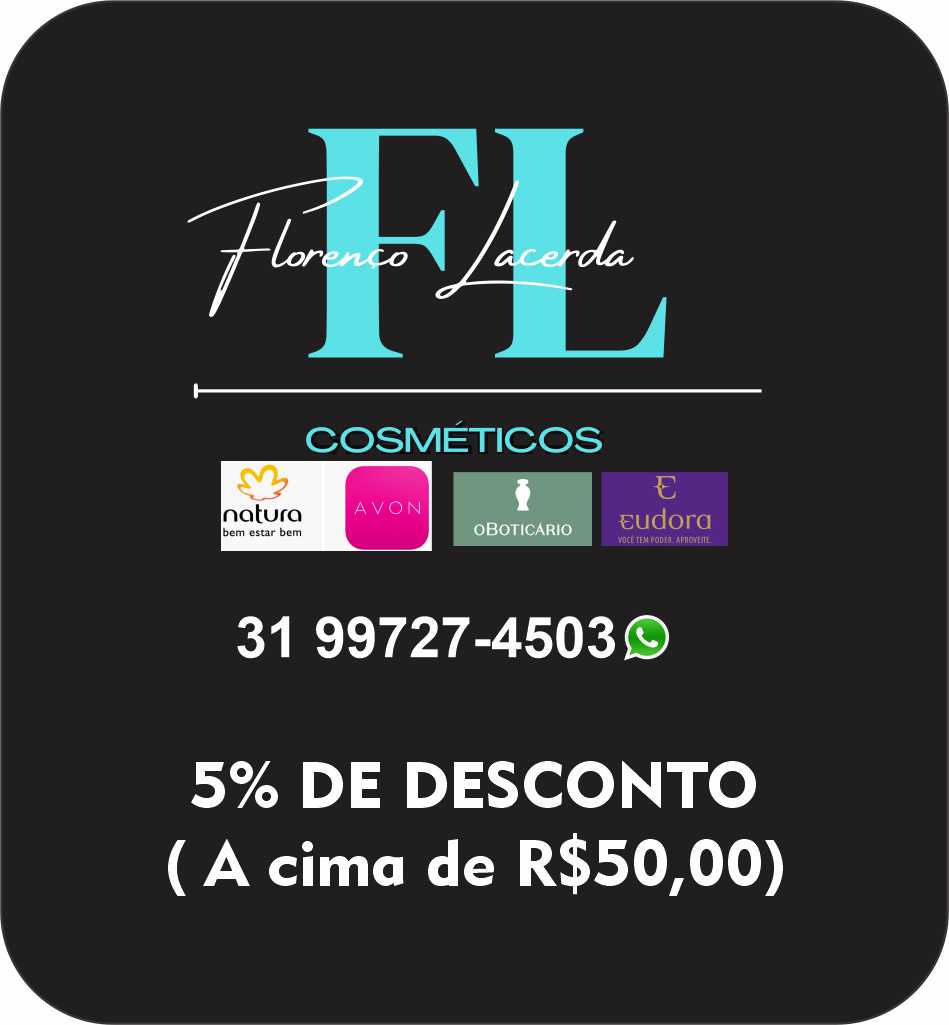 FL
Florenço Lacerda
COSMÉTICOS
natura
bem estar bem
AVON
oBOTICÁRIO
E
eudora
VOCÊ TEM PODER. APROVEITE.
31 99727-4503
5% DE DESCONTO
( A cima de R$50,00)